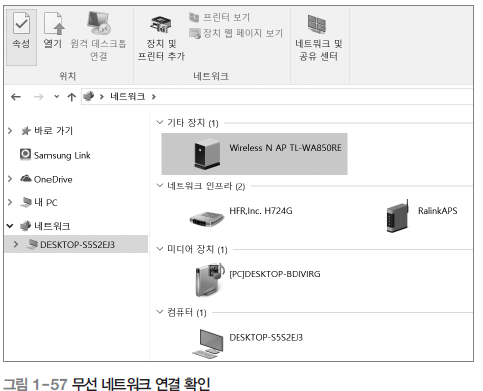 속성 열기 원격 데스크톱 연결 장치 및 프린터 추가 프린터 보기 네트워크 및 공유 센터
장치 웹 페이지 보기
위치 네트워크
네트워크
바로 가기
Samsung Link
OneDrive
내 PC
네트워크
DESKTOP-S5S2EJ3
기타 장치 (1)
Wireless N AP TL-WA850RE
네트워크 인프라 (2)
HFR,Inc. H724G RalinkAPS
미디어 장치 (1)
[PC]DESKTOP-BDIVIRG
컴퓨터 (1)
DESKTOP-S5S2EJ3
그림 1-57 무선 네트워크 연결 확인